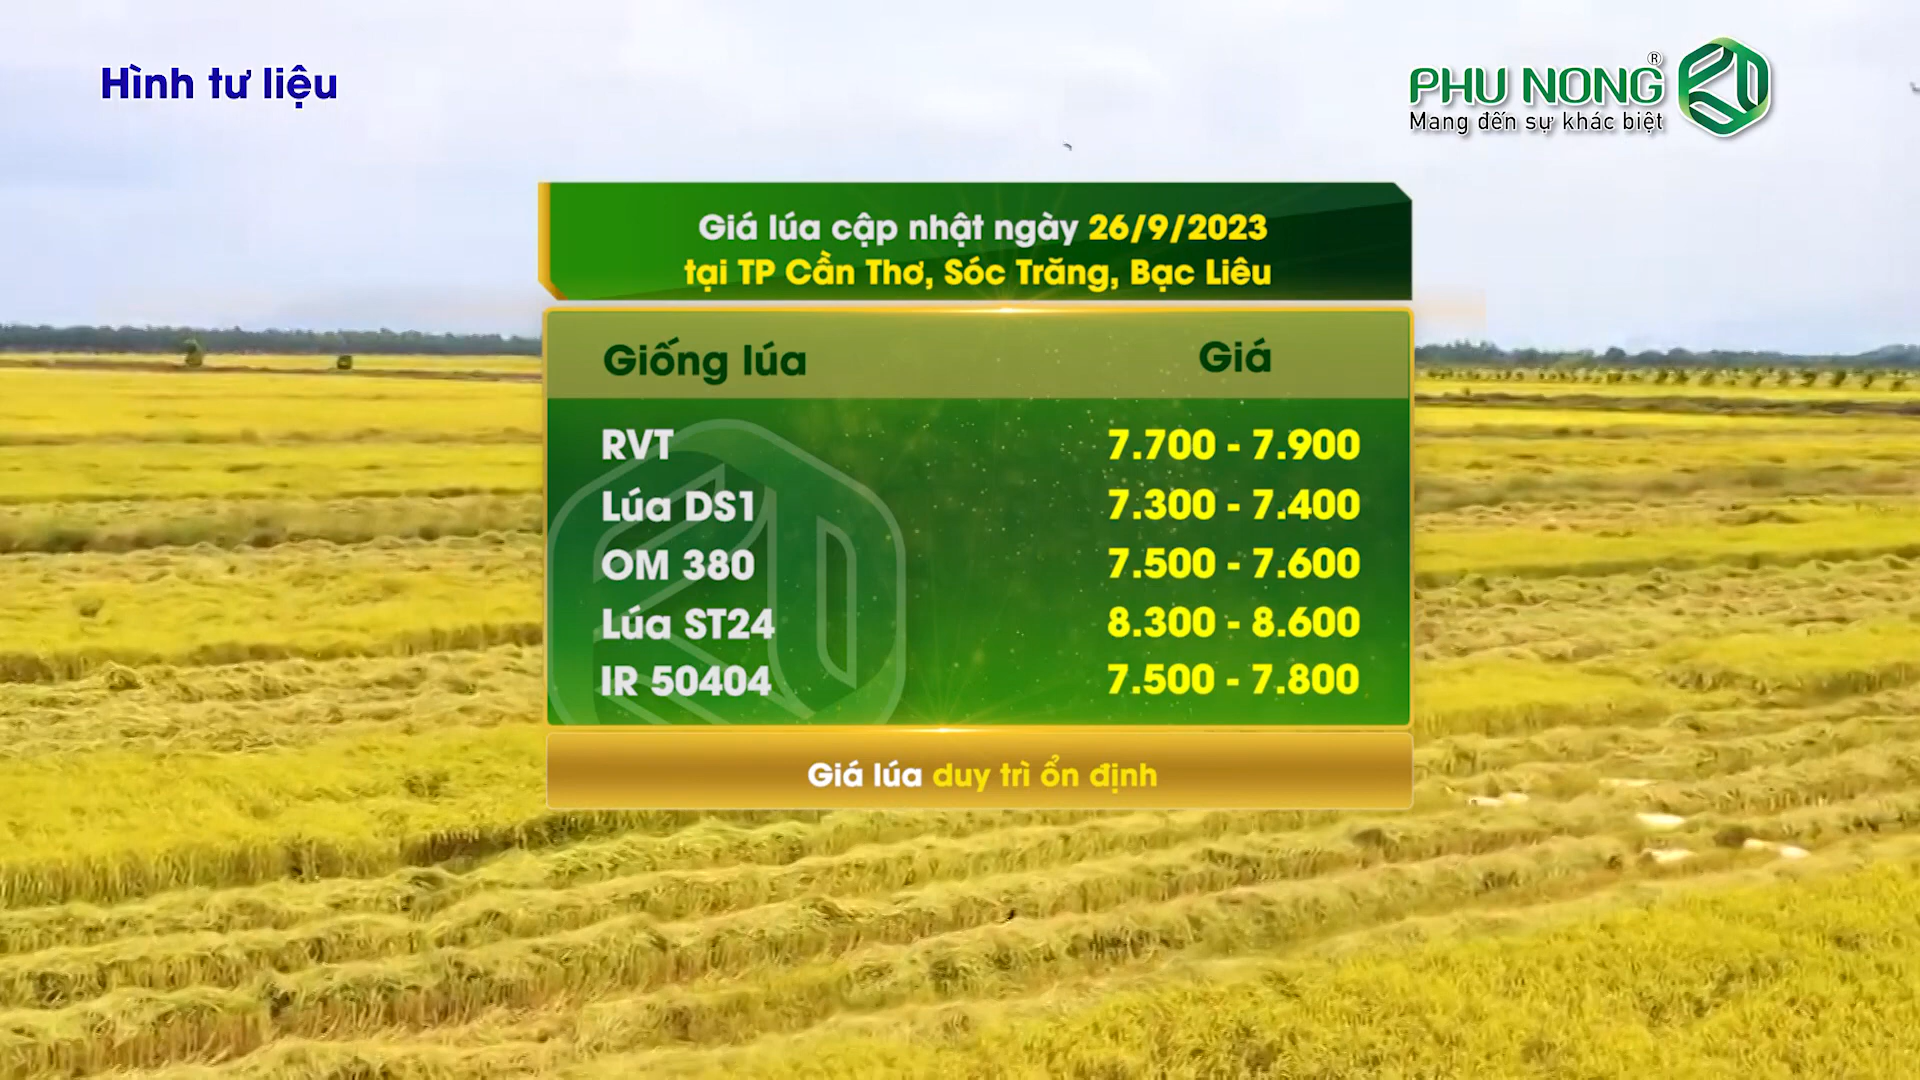 Hình tư liệu
PHU NONG®
Mang đến sự khác biệt
Giá lúa cập nhật ngày 26/9/2023
tại TP Cần Thơ, Sóc Trăng, Bạc Liêu
Giống lúa Giá
RVT 7.700 - 7.900
Lúa DS1 7.300 - 7.400
OM 380 7.500 - 7.600
Lúa ST24 8.300 - 8.600
IR 50404 7.500 - 7.800
Giá lúa duy trì ổn định